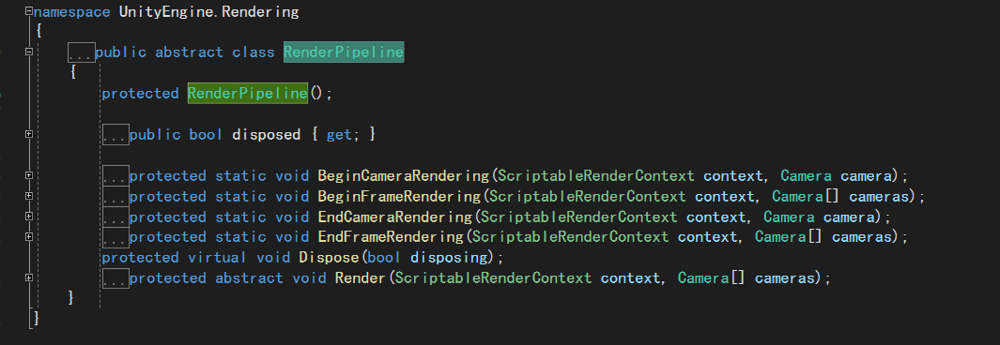 namespace UnityEngine.Rendering
{
...public abstract class RenderPipeline
{
protected RenderPipeline();
...public bool disposed { get; }
...protected static void BeginCameraRendering(ScriptableRenderContext context, Camera camera);
...protected static void BeginFrameRendering(ScriptableRenderContext context, Camera[] cameras);
...protected static void EndCameraRendering(ScriptableRenderContext context, Camera camera);
...protected static void EndFrameRendering(ScriptableRenderContext context, Camera[] cameras);
protected virtual void Dispose(bool disposing);
...protected abstract void Render(ScriptableRenderContext context, Camera[] cameras);
}
}